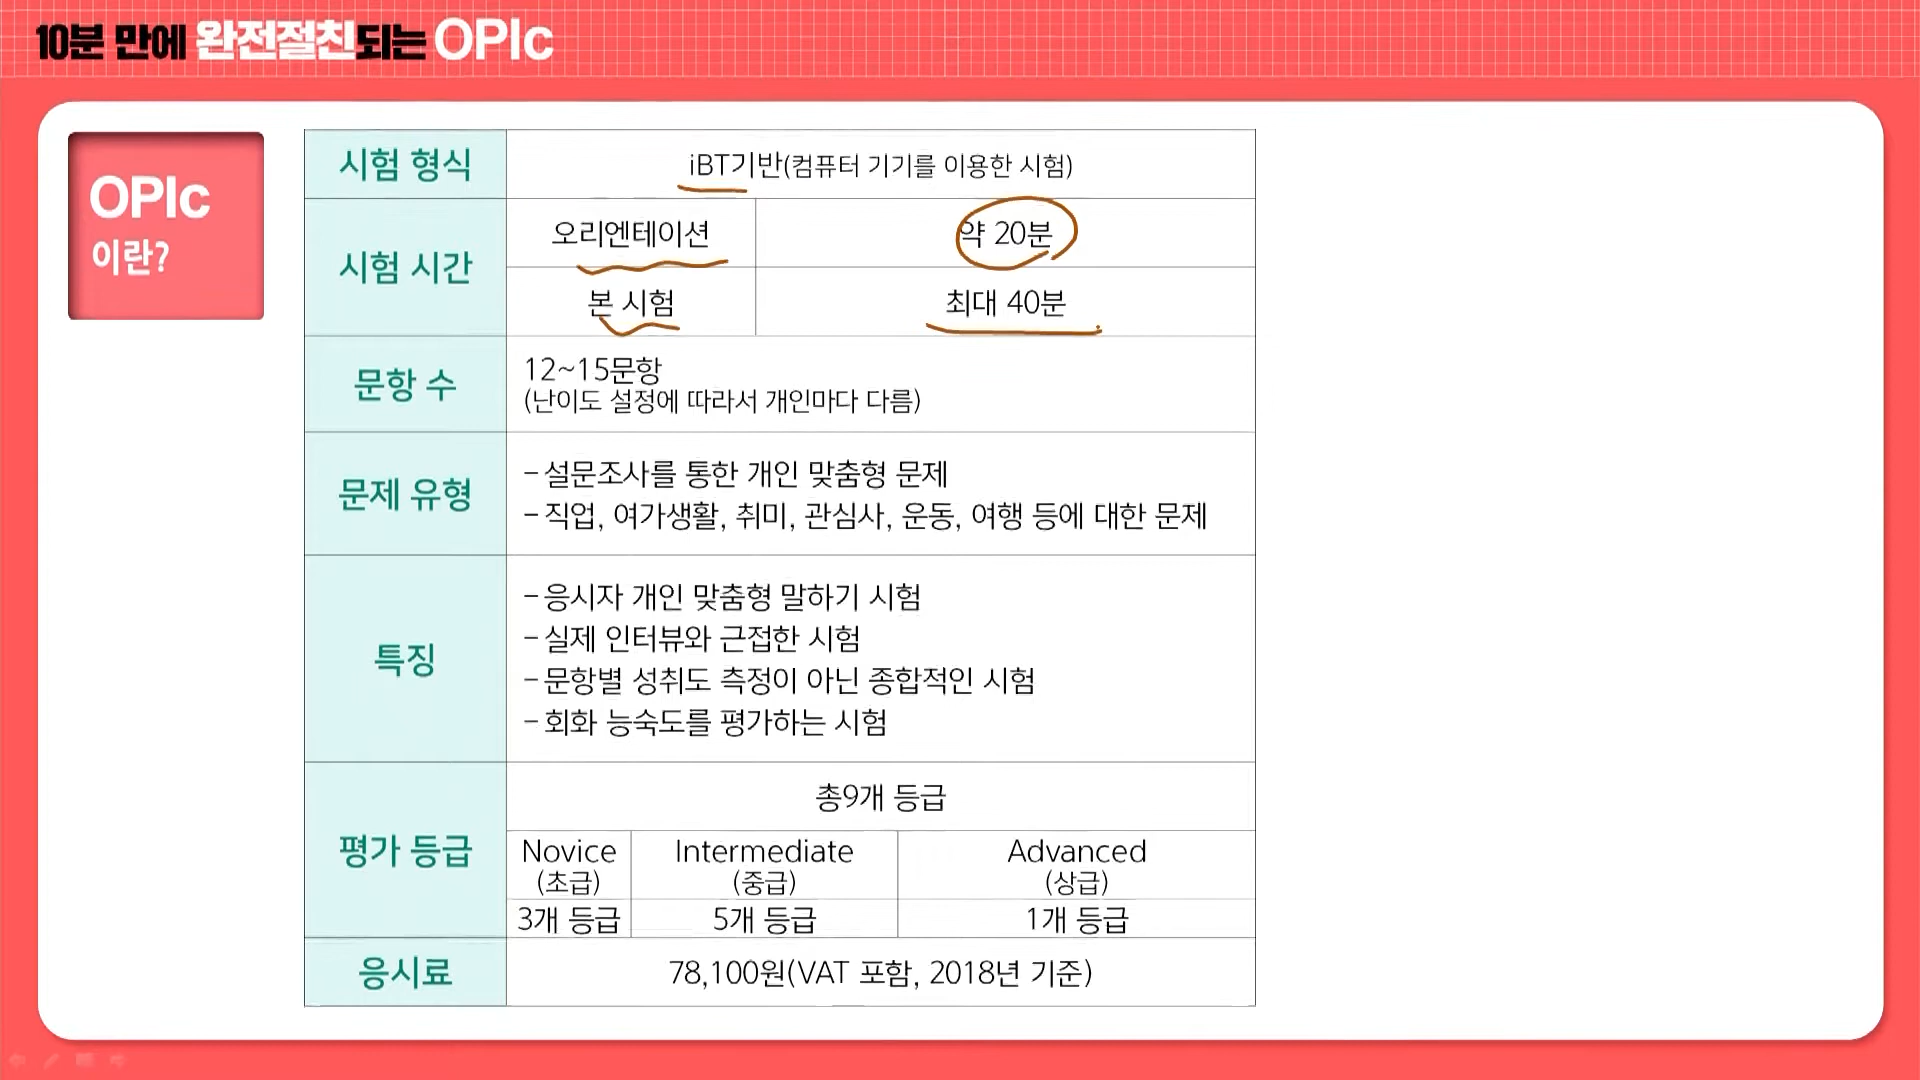 10분 만에 완전절친되는 OPIc
OPIc
이란?
시험 형식
iBT기반(컴퓨터 기기를 이용한 시험)
시험 시간
오리엔테이션
약 20분
본 시험
최대 40분
문항 수
12~15문항
(난이도 설정에 따라서 개인마다 다름)
문제 유형
– 설문조사를 통한 개인 맞춤형 문제
– 직업, 여가생활, 취미, 관심사, 운동, 여행 등에 대한 문제
특징
– 응시자 개인 맞춤형 말하기 시험
– 실제 인터뷰와 근접한 시험
– 문항별 성취도 측정이 아닌 종합적인 시험
– 회화 능숙도를 평가하는 시험
평가 등급
총9개 등급
Novice
(초급)
Intermediate
(중급)
Advanced
(상급)
3개 등급
5개 등급
1개 등급
응시료
78,100원(VAT 포함, 2018년 기준)